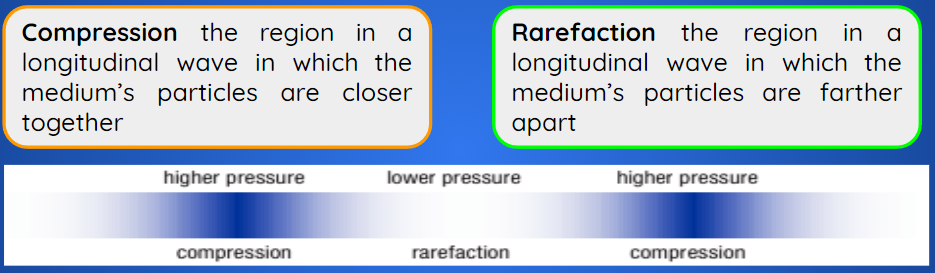 Compression the region in a
longitudinal wave in which the
medium's particles are closer
together
Rarefaction the region in a
longitudinal wave in which the
medium's particles are farther
apart
higher pressure lower pressure higher pressure
compression rarefaction compression